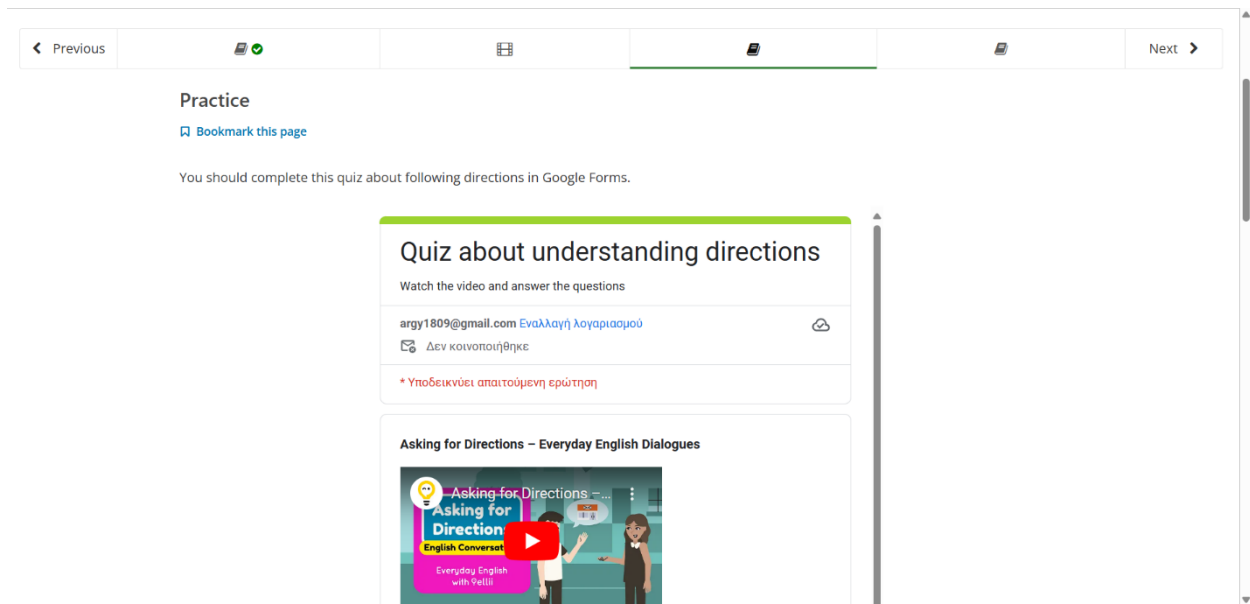 Previous
Next
Practice
Bookmark this page
You should complete this quiz about following directions in Google Forms.
Quiz about understanding directions
Watch the video and answer the questions
argy1809@gmail.com Εναλλαγή λογαριασμού
Δεν κοινοποιήθηκε
* Υποδεικνύει απαιτούμενη ερώτηση
Asking for Directions – Everyday English Dialogues
Asking for Directions –...
Asking for
Direction
English Conversat
Everyday English
with 9ellii